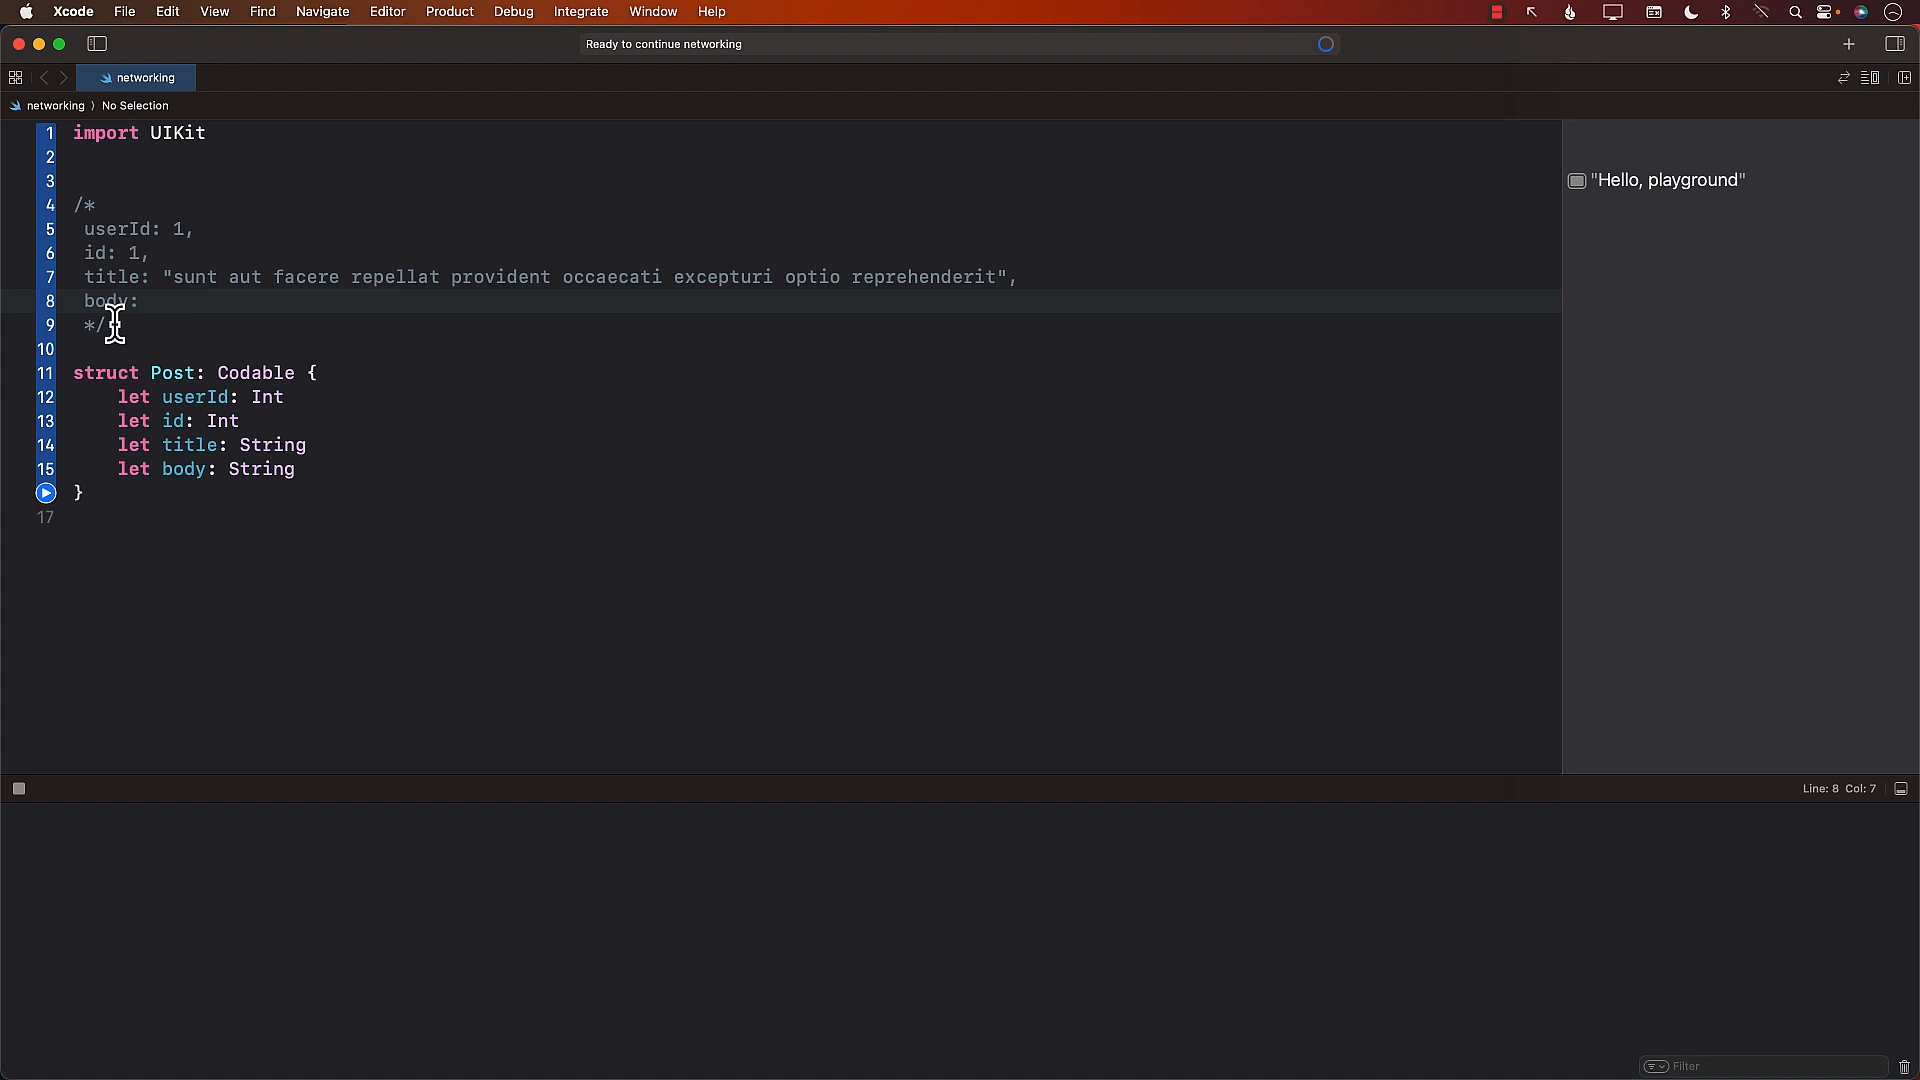 Xcode File Edit View Find Navigate Editor Product Debug Integrate Window Help
Ready to continue networking
networking
networking 〉 No Selection
1 import UIKit
2
3
4 /*
5 userId: 1,
6 id: 1,
7 title: "sunt aut facere repellat provident occaecati excepturi optio reprehenderit",
8 body:
9 */
10
11 struct Post: Codable {
12 let userId: Int
13 let id: Int
14 let title: String
15 let body: String
}
17
"Hello, playground"
Line: 8 Col: 7
Filter